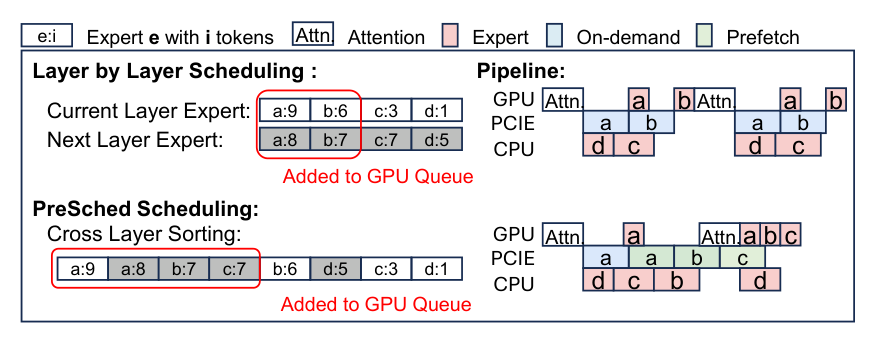 e:i Expert e with i tokens Attn. Attention Expert On-demand Prefetch
Layer by Layer Scheduling :
Current Layer Expert: a:9 b:6 c:3 d:1
Next Layer Expert: a:8 b:7 c:7 d:5
Added to GPU Queue
Pipeline:
GPU Attn. a b Attn. a b
PCIE a b a b
CPU d c d c
PreSched Scheduling:
Cross Layer Sorting:
a:9 a:8 b:7 c:7 b:6 d:5 c:3 d:1
Added to GPU Queue
GPU Attn. a Attn. a b c
PCIE a a b c
CPU d c b d